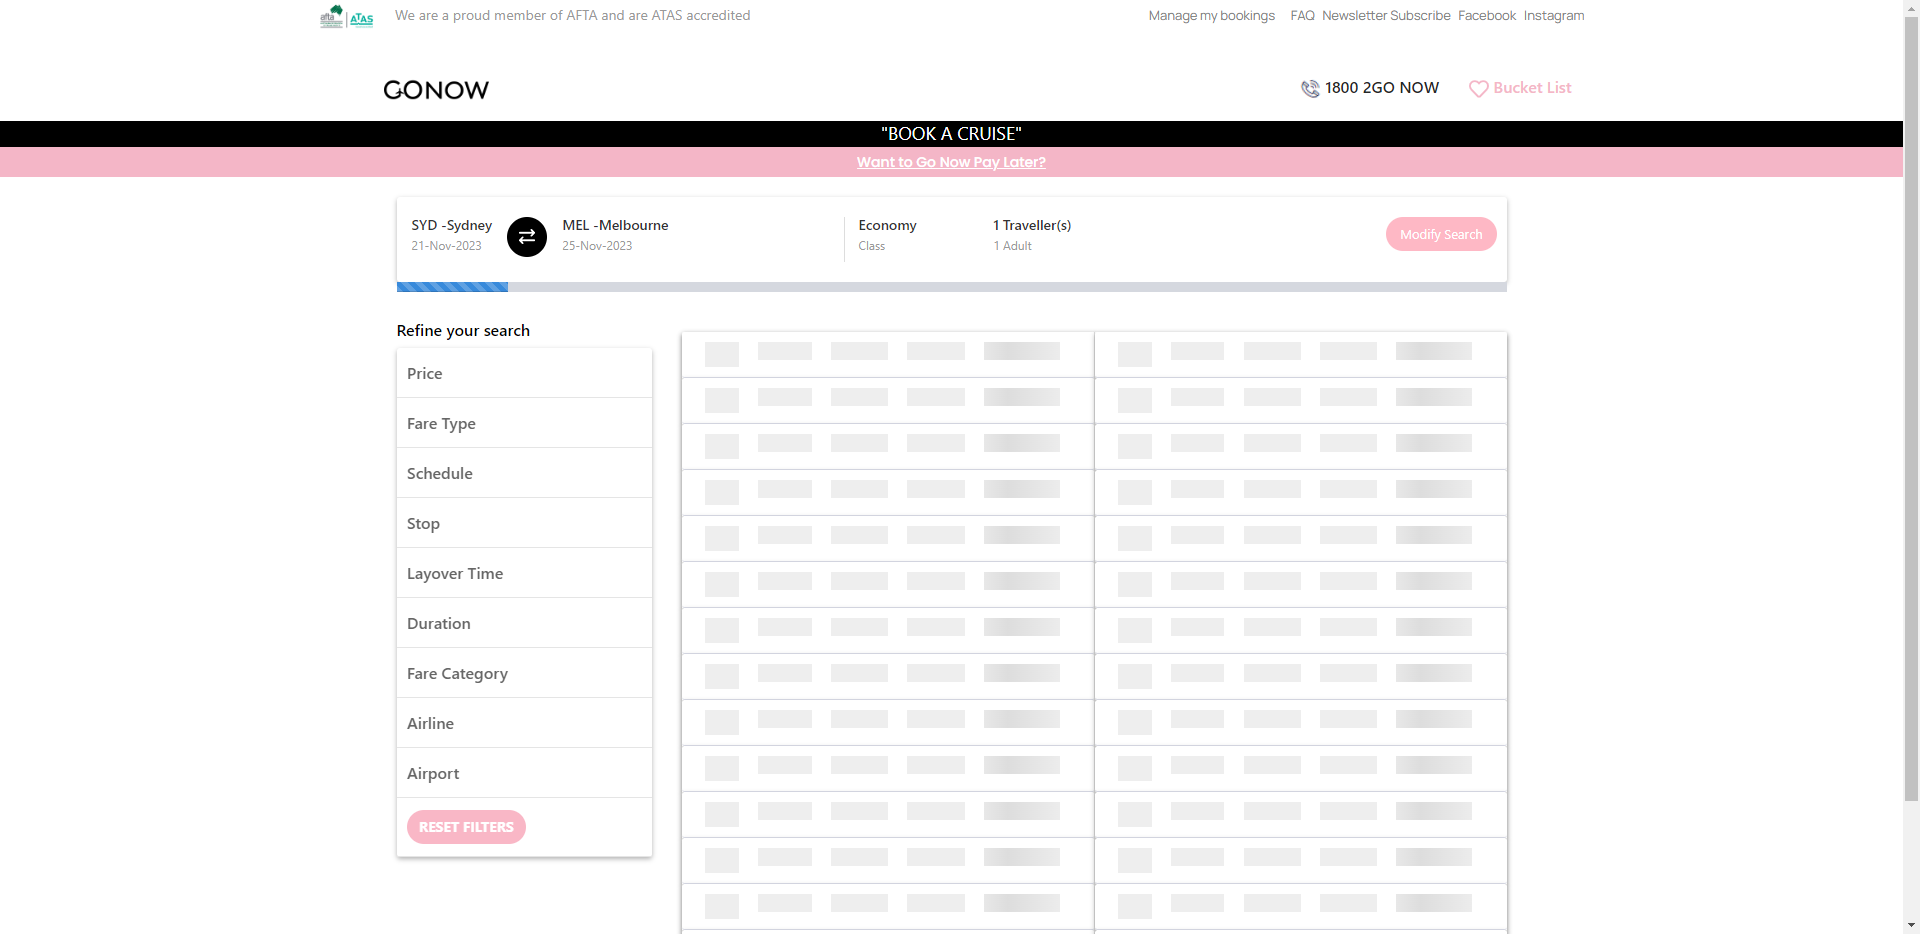 afta ATAS We are a proud member of AFTA and are ATAS accredited Manage my bookings FAQ Newsletter Subscribe Facebook Instagram
GONOW 1800 2GO NOW Bucket List
"BOOK A CRUISE"
Want to Go Now Pay Later?
SYD -Sydney MEL -Melbourne Economy 1 Traveller(s) Modify Search
21-Nov-2023 25-Nov-2023 Class 1 Adult
Refine your search
Price
Fare Type
Schedule
Stop
Layover Time
Duration
Fare Category
Airline
Airport
RESET FILTERS